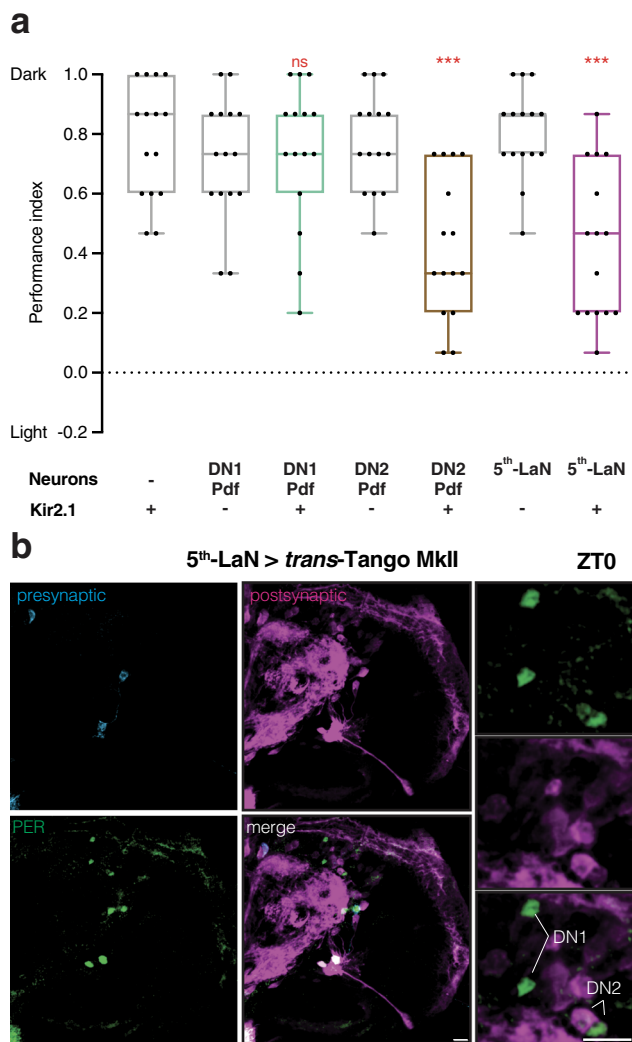 a
ns *** ***
Dark 1.0
0.8
0.6
0.4
0.2
0.0
Light -0.2
Performance index
Neurons - DN1 Pdf DN1 Pdf DN2 Pdf DN2 Pdf 5th-LaN 5th-LaN
Kir2.1 + - + - + - +
b
5th-LaN > trans-Tango MkII ZT0
presynaptic postsynaptic
PER merge
DN1
DN2